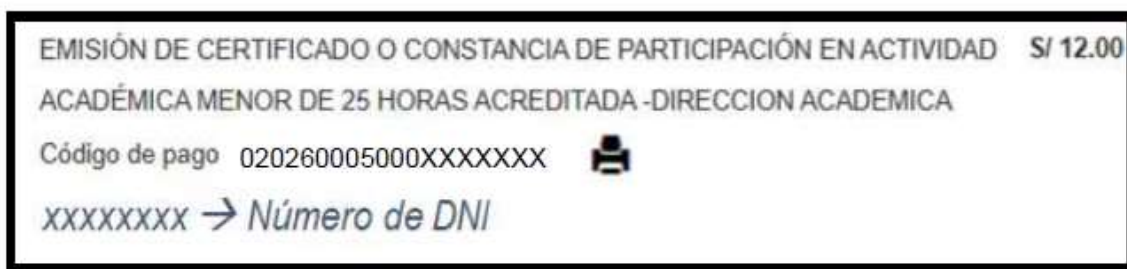 EMISIÓN DE CERTIFICADO O CONSTANCIA DE PARTICIPACIÓN EN ACTIVIDAD S/ 12.00
ACADÉMICA MENOR DE 25 HORAS ACREDITADA -DIRECCION ACADEMICA
Código de pago 020260005000XXXXXXX
xxxxxxxx → Número de DNI